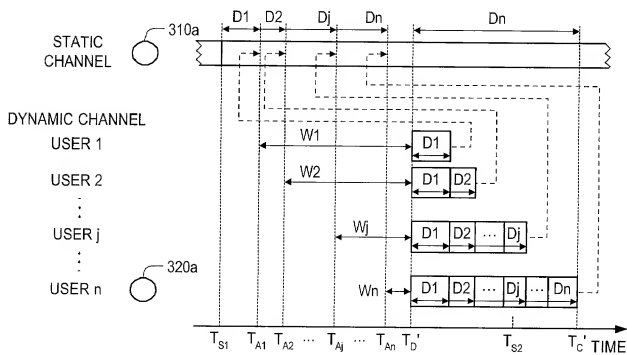 310a D1 D2 Dj Dn Dn
STATIC
CHANNEL
DYNAMIC CHANNEL
USER 1 W1 D1
USER 2 W2 D1 D2
USER j Wj D1 D2 ... Dj
320a
USER n Wn D1 D2 ... Dj ... Dn
TS1 TA1 TA2 ... TAj ... TAn TD' TS2 TC' TIME